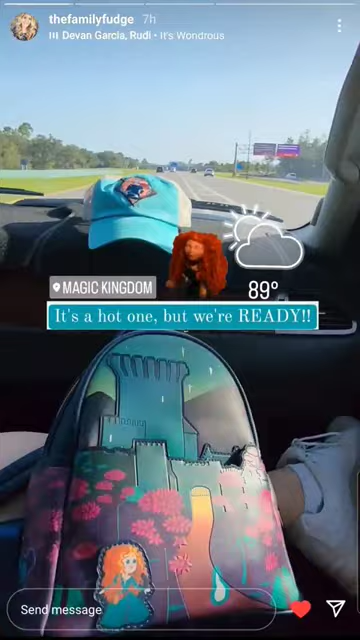 thefamilyfudge 7h
Devan Garcia, Rudi • It's Wondrous
MAGIC KINGDOM
89°
It's a hot one, but we're READY!!
Send message